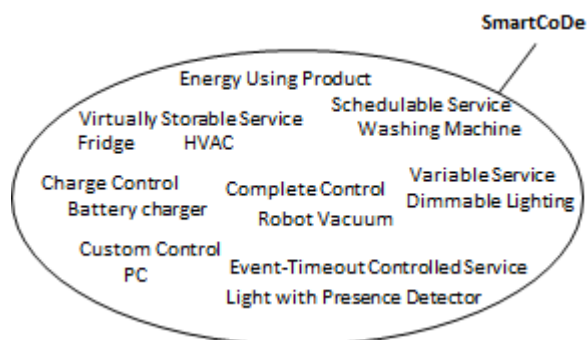 SmartCoDe
Energy Using Product
Schedulable Service
Virtually Storable Service
Washing Machine
Fridge HVAC
Variable Service
Charge Control
Complete Control
Dimmable Lighting
Battery charger
Robot Vacuum
Custom Control
Event-Timeout Controlled Service
PC
Light with Presence Detector